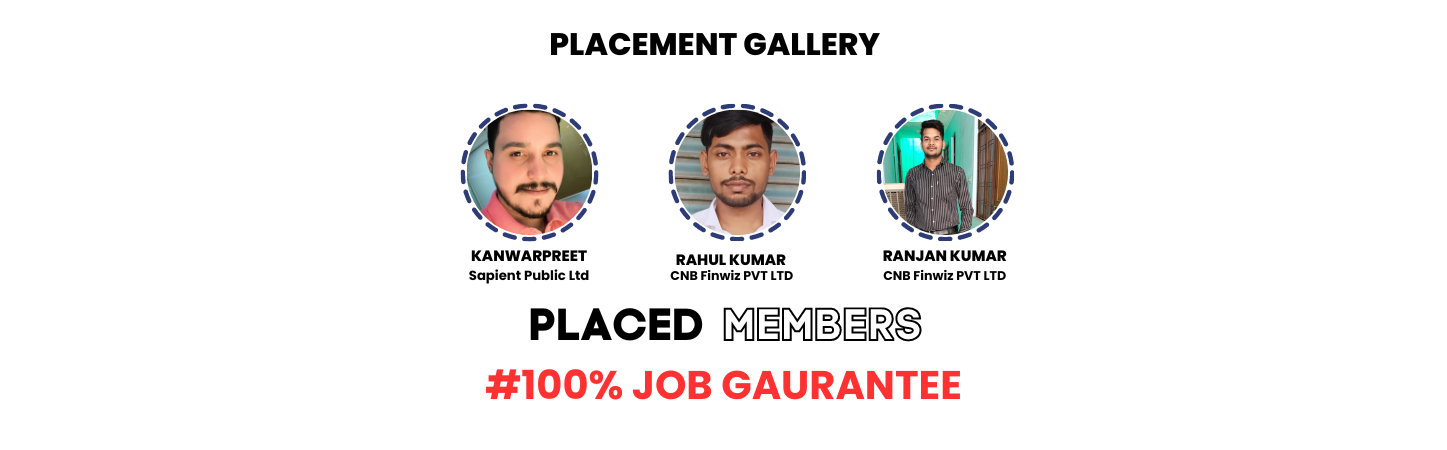 PLACEMENT GALLERY
KANWARPREET
Sapient Public Ltd
RAHUL KUMAR
CNB Finwiz PVT LTD
RANJAN KUMAR
CNB Finwiz PVT LTD
PLACED MEMBERS
#100% JOB GAURANTEE